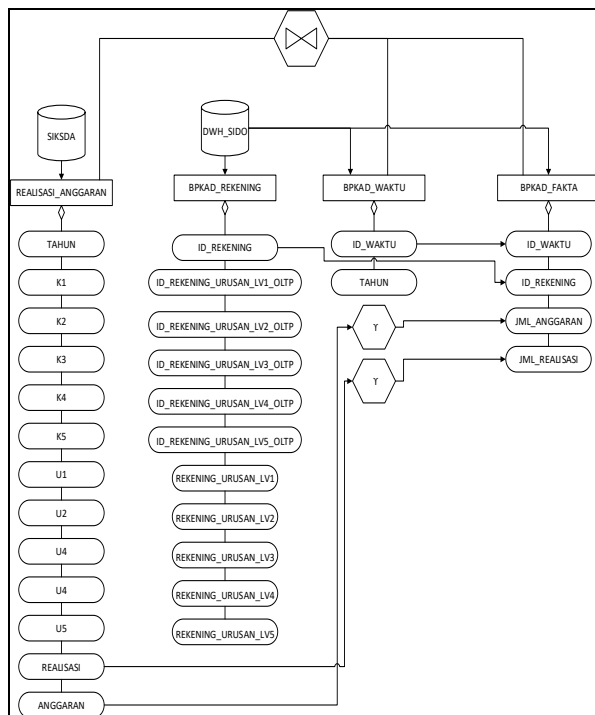 SIKSDA
DWH_SIDO
REALISASI_ANGGARAN
BPKAD_REKENING
BPKAD_WAKTU
BPKAD_FAKTA
TAHUN
K1
K2
K3
K4
K5
U1
U2
U4
U4
U5
REALISASI
ANGGARAN
ID_REKENING
ID_REKENING_URUSAN_LV1_OLTP
ID_REKENING_URUSAN_LV2_OLTP
ID_REKENING_URUSAN_LV3_OLTP
ID_REKENING_URUSAN_LV4_OLTP
ID_REKENING_URUSAN_LV5_OLTP
REKENING_URUSAN_LV1
REKENING_URUSAN_LV2
REKENING_URUSAN_LV3
REKENING_URUSAN_LV4
REKENING_URUSAN_LV5
ID_WAKTU
TAHUN
ϒ
ϒ
ID_WAKTU
ID_REKENING
JML_ANGGARAN
JML_REALISASI